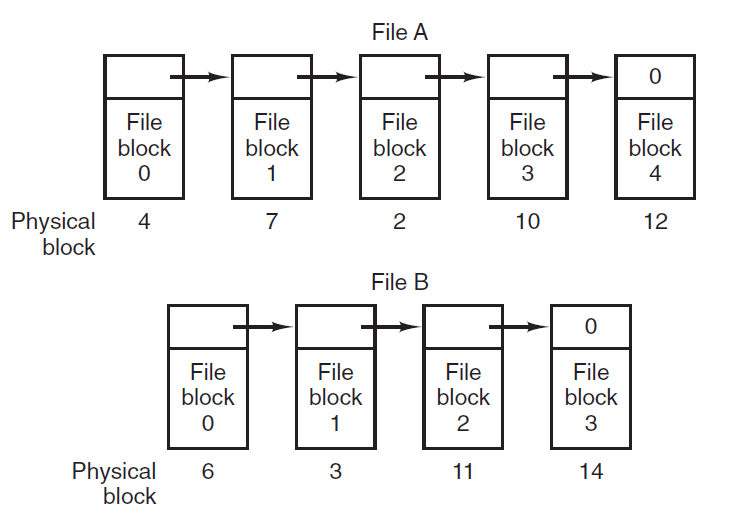 File A
0
File File File File File
block block block block block
0 1 2 3 4
Physical 4 7 2 10 12
block
File B
0
File File File File
block block block block
0 1 2 3
Physical 6 3 11 14
block